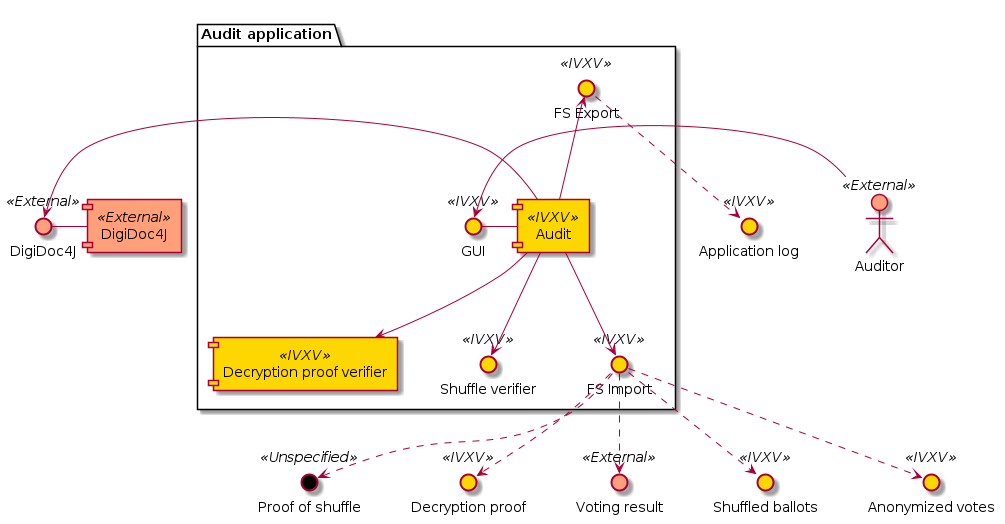 Audit application
«IVXV»
FS Export
«External»
DigiDoc4J
«External»
DigiDoc4J
«IVXV»
GUI
«IVXV»
Audit
«IVXV»
Application log
«External»
Auditor
«IVXV»
Decryption proof verifier
«IVXV»
Shuffle verifier
«IVXV»
FS Import
«Unspecified»
Proof of shuffle
«IVXV»
Decryption proof
«External»
Voting result
«IVXV»
Shuffled ballots
«IVXV»
Anonymized votes